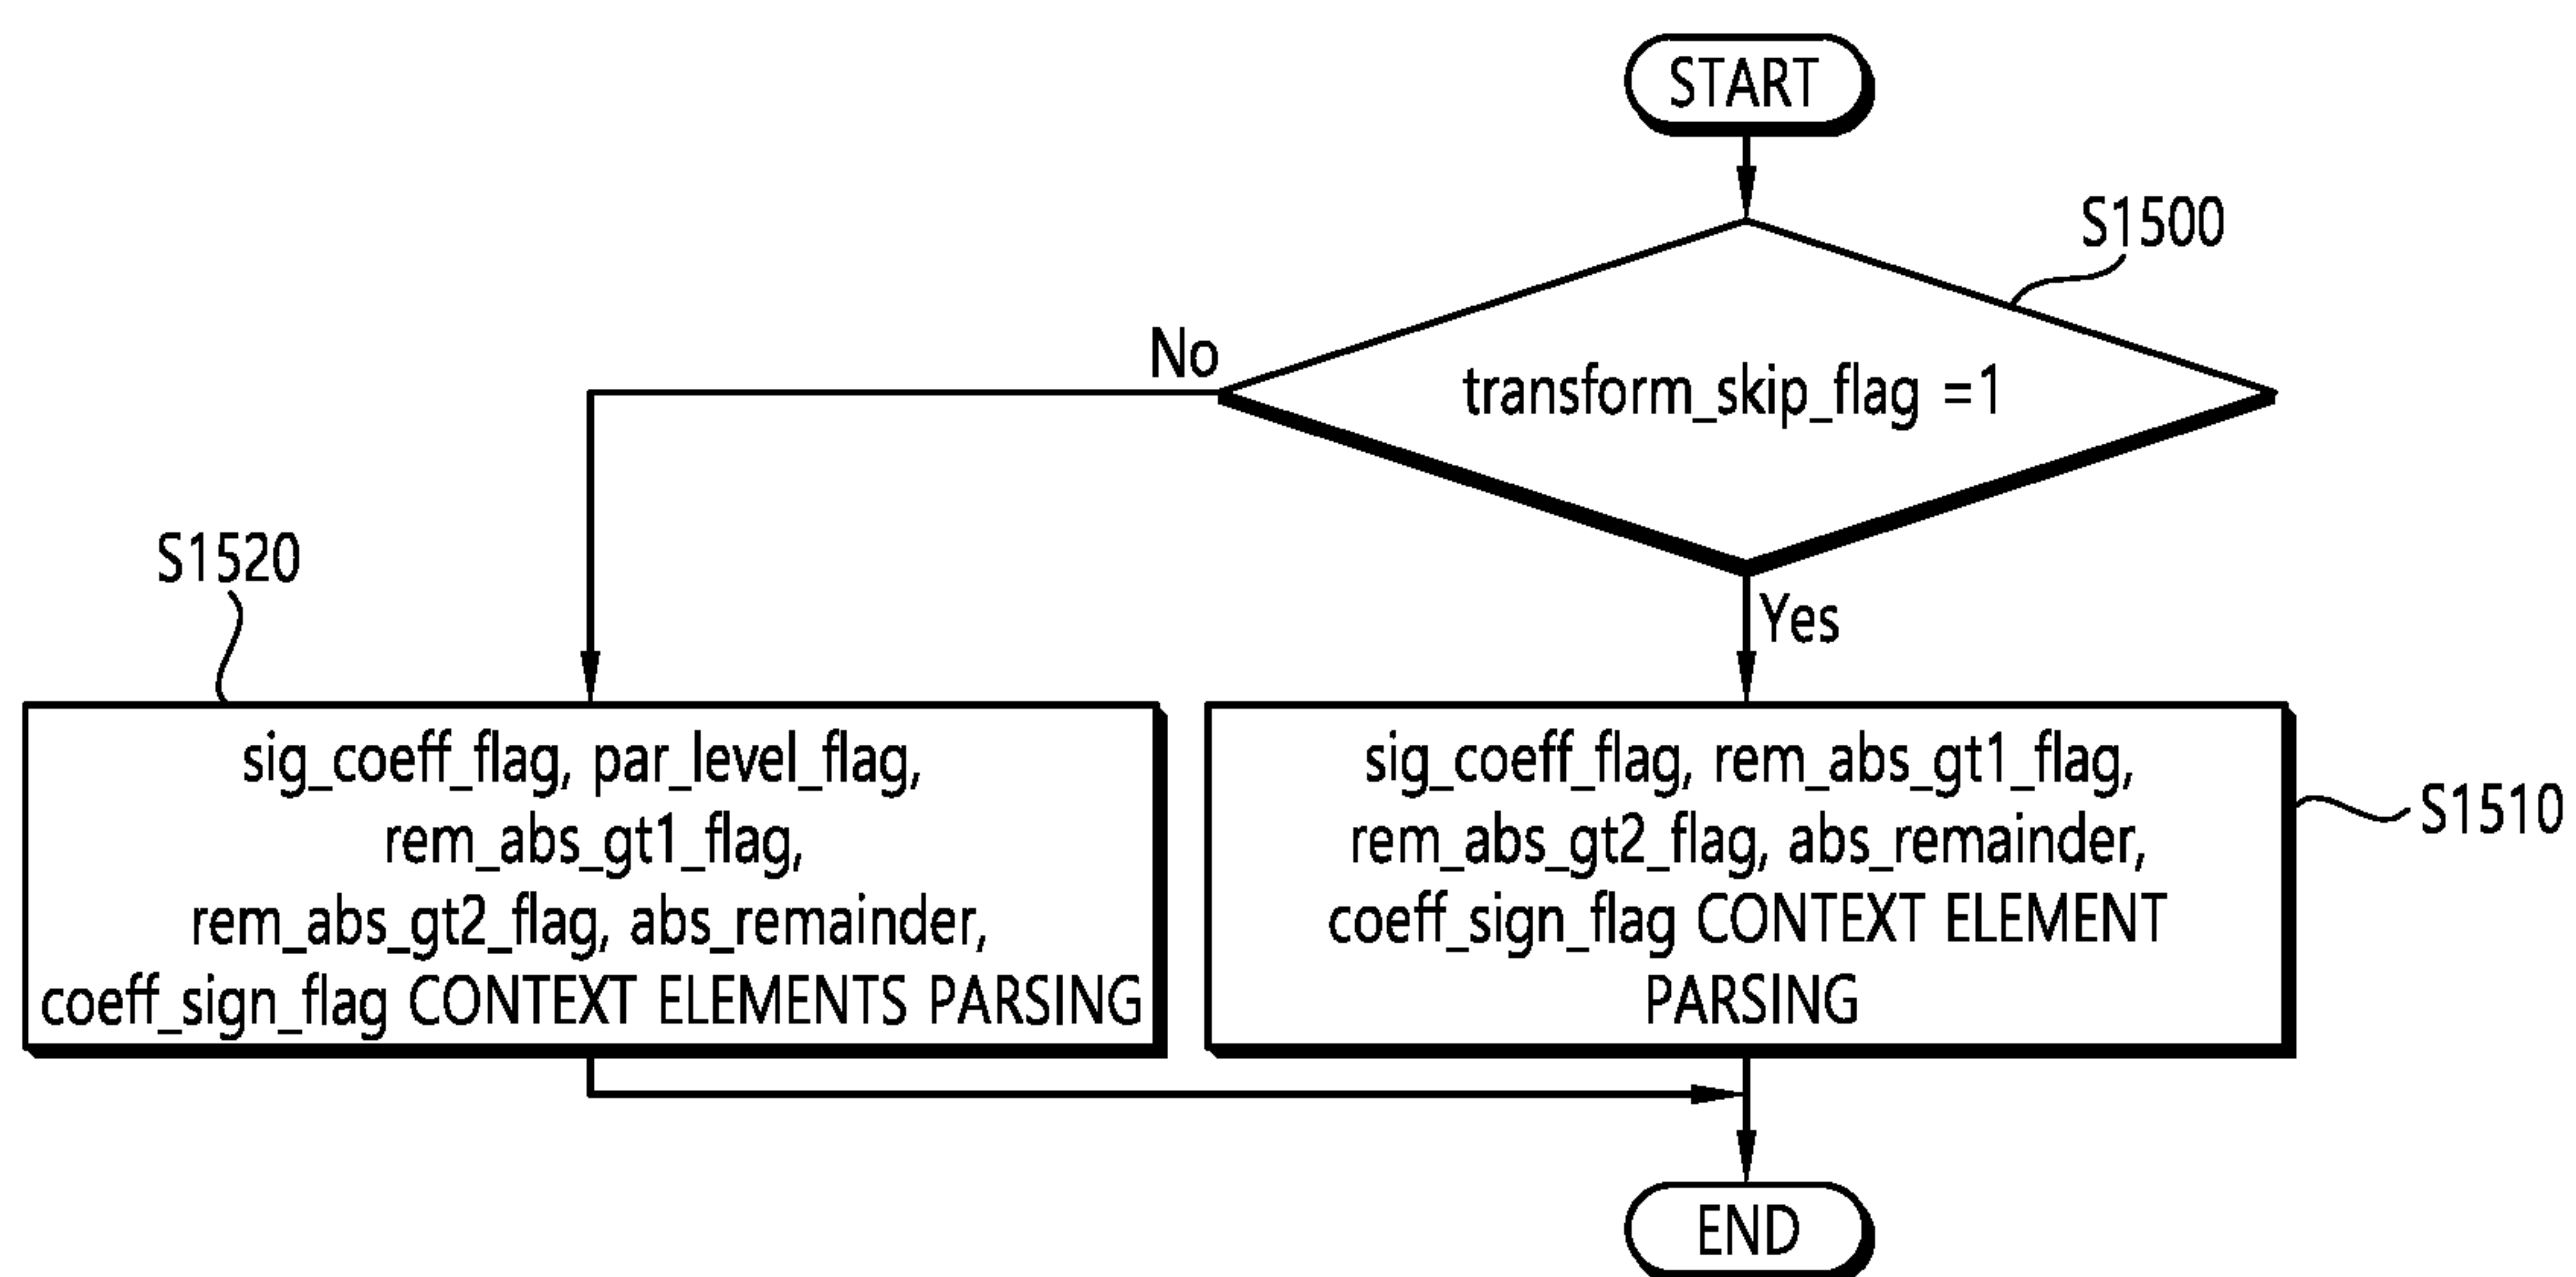 START
S1500
transform_skip_flag =1
No
Yes
S1520
sig_coeff_flag, par_level_flag,
rem_abs_gt1_flag,
rem_abs_gt2_flag, abs_remainder,
coeff_sign_flag CONTEXT ELEMENTS PARSING
sig_coeff_flag, rem_abs_gt1_flag,
rem_abs_gt2_flag, abs_remainder,
coeff_sign_flag CONTEXT ELEMENT
PARSING
S1510
END